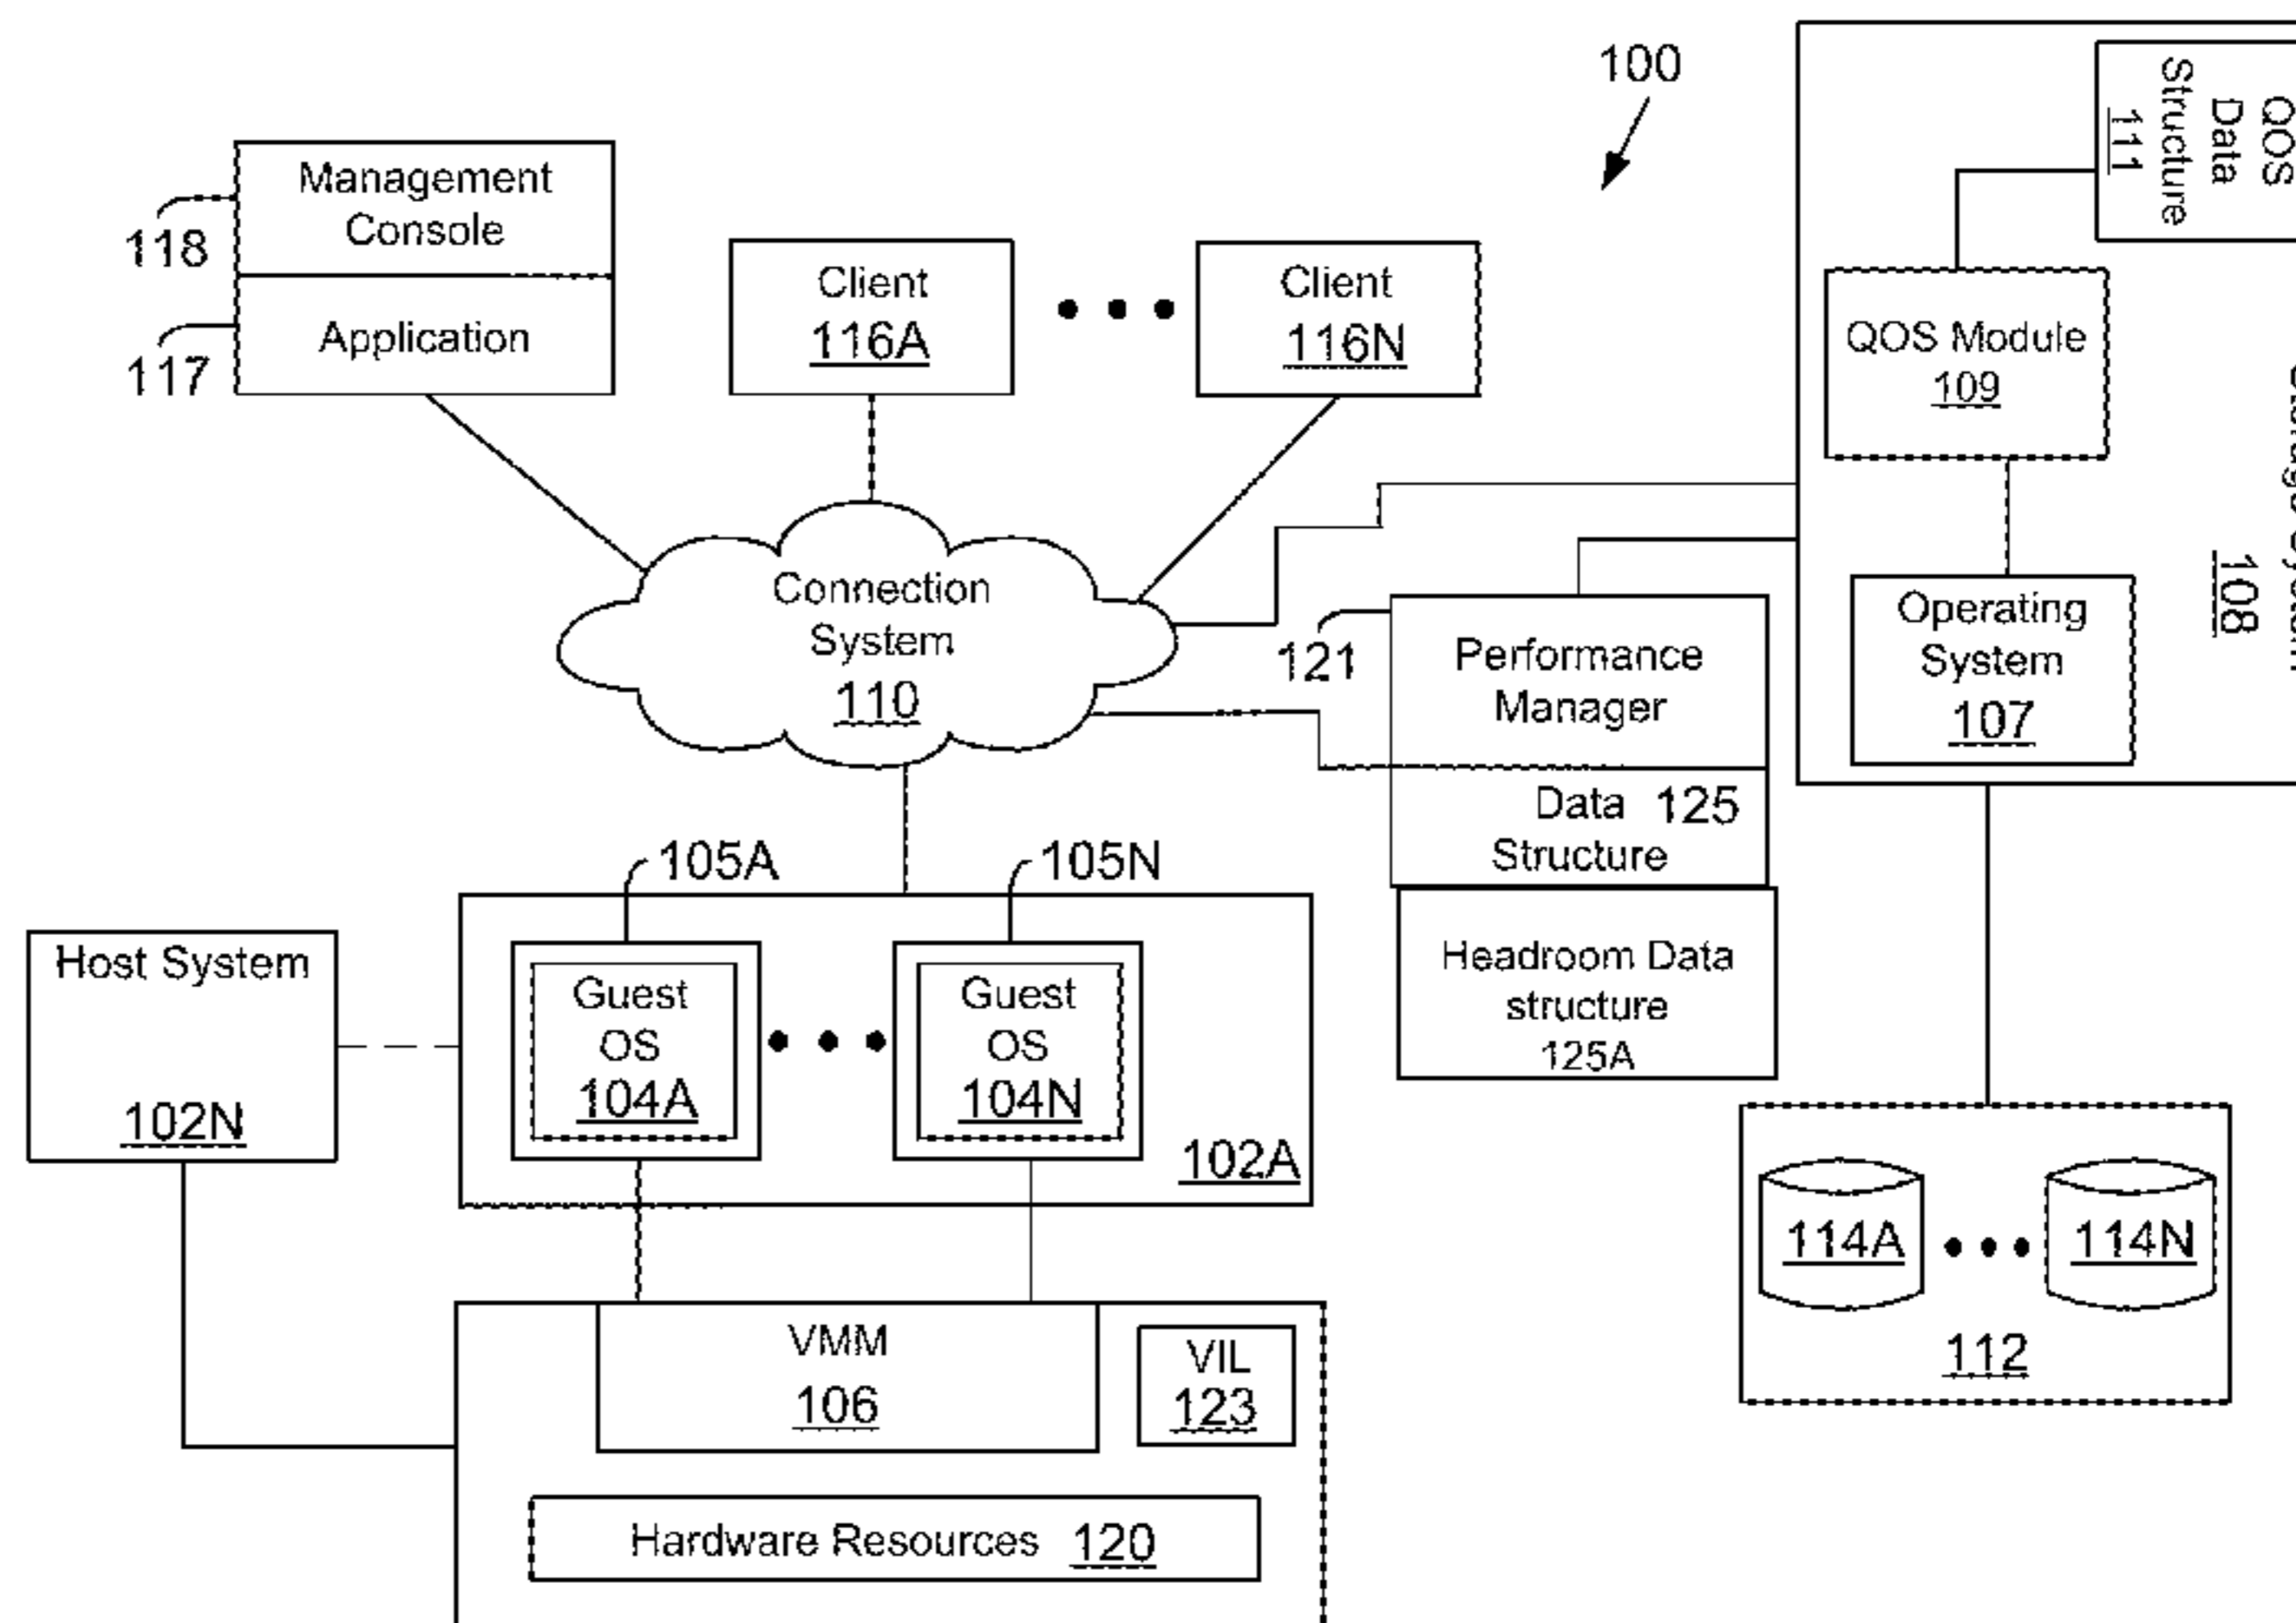 100
Management
Console
118
Application
117
Client
116A
Client
116N
QOS
Data
Structure
111
QOS Module
109
108
Operating
System
107
Connection
System
110
121
Performance
Manager
Data 125
Structure
Headroom Data
structure
125A
105A
105N
Host System
102N
Guest
OS
104A
Guest
OS
104N
102A
114A
114N
112
VMM
106
VIL
123
Hardware Resources 120